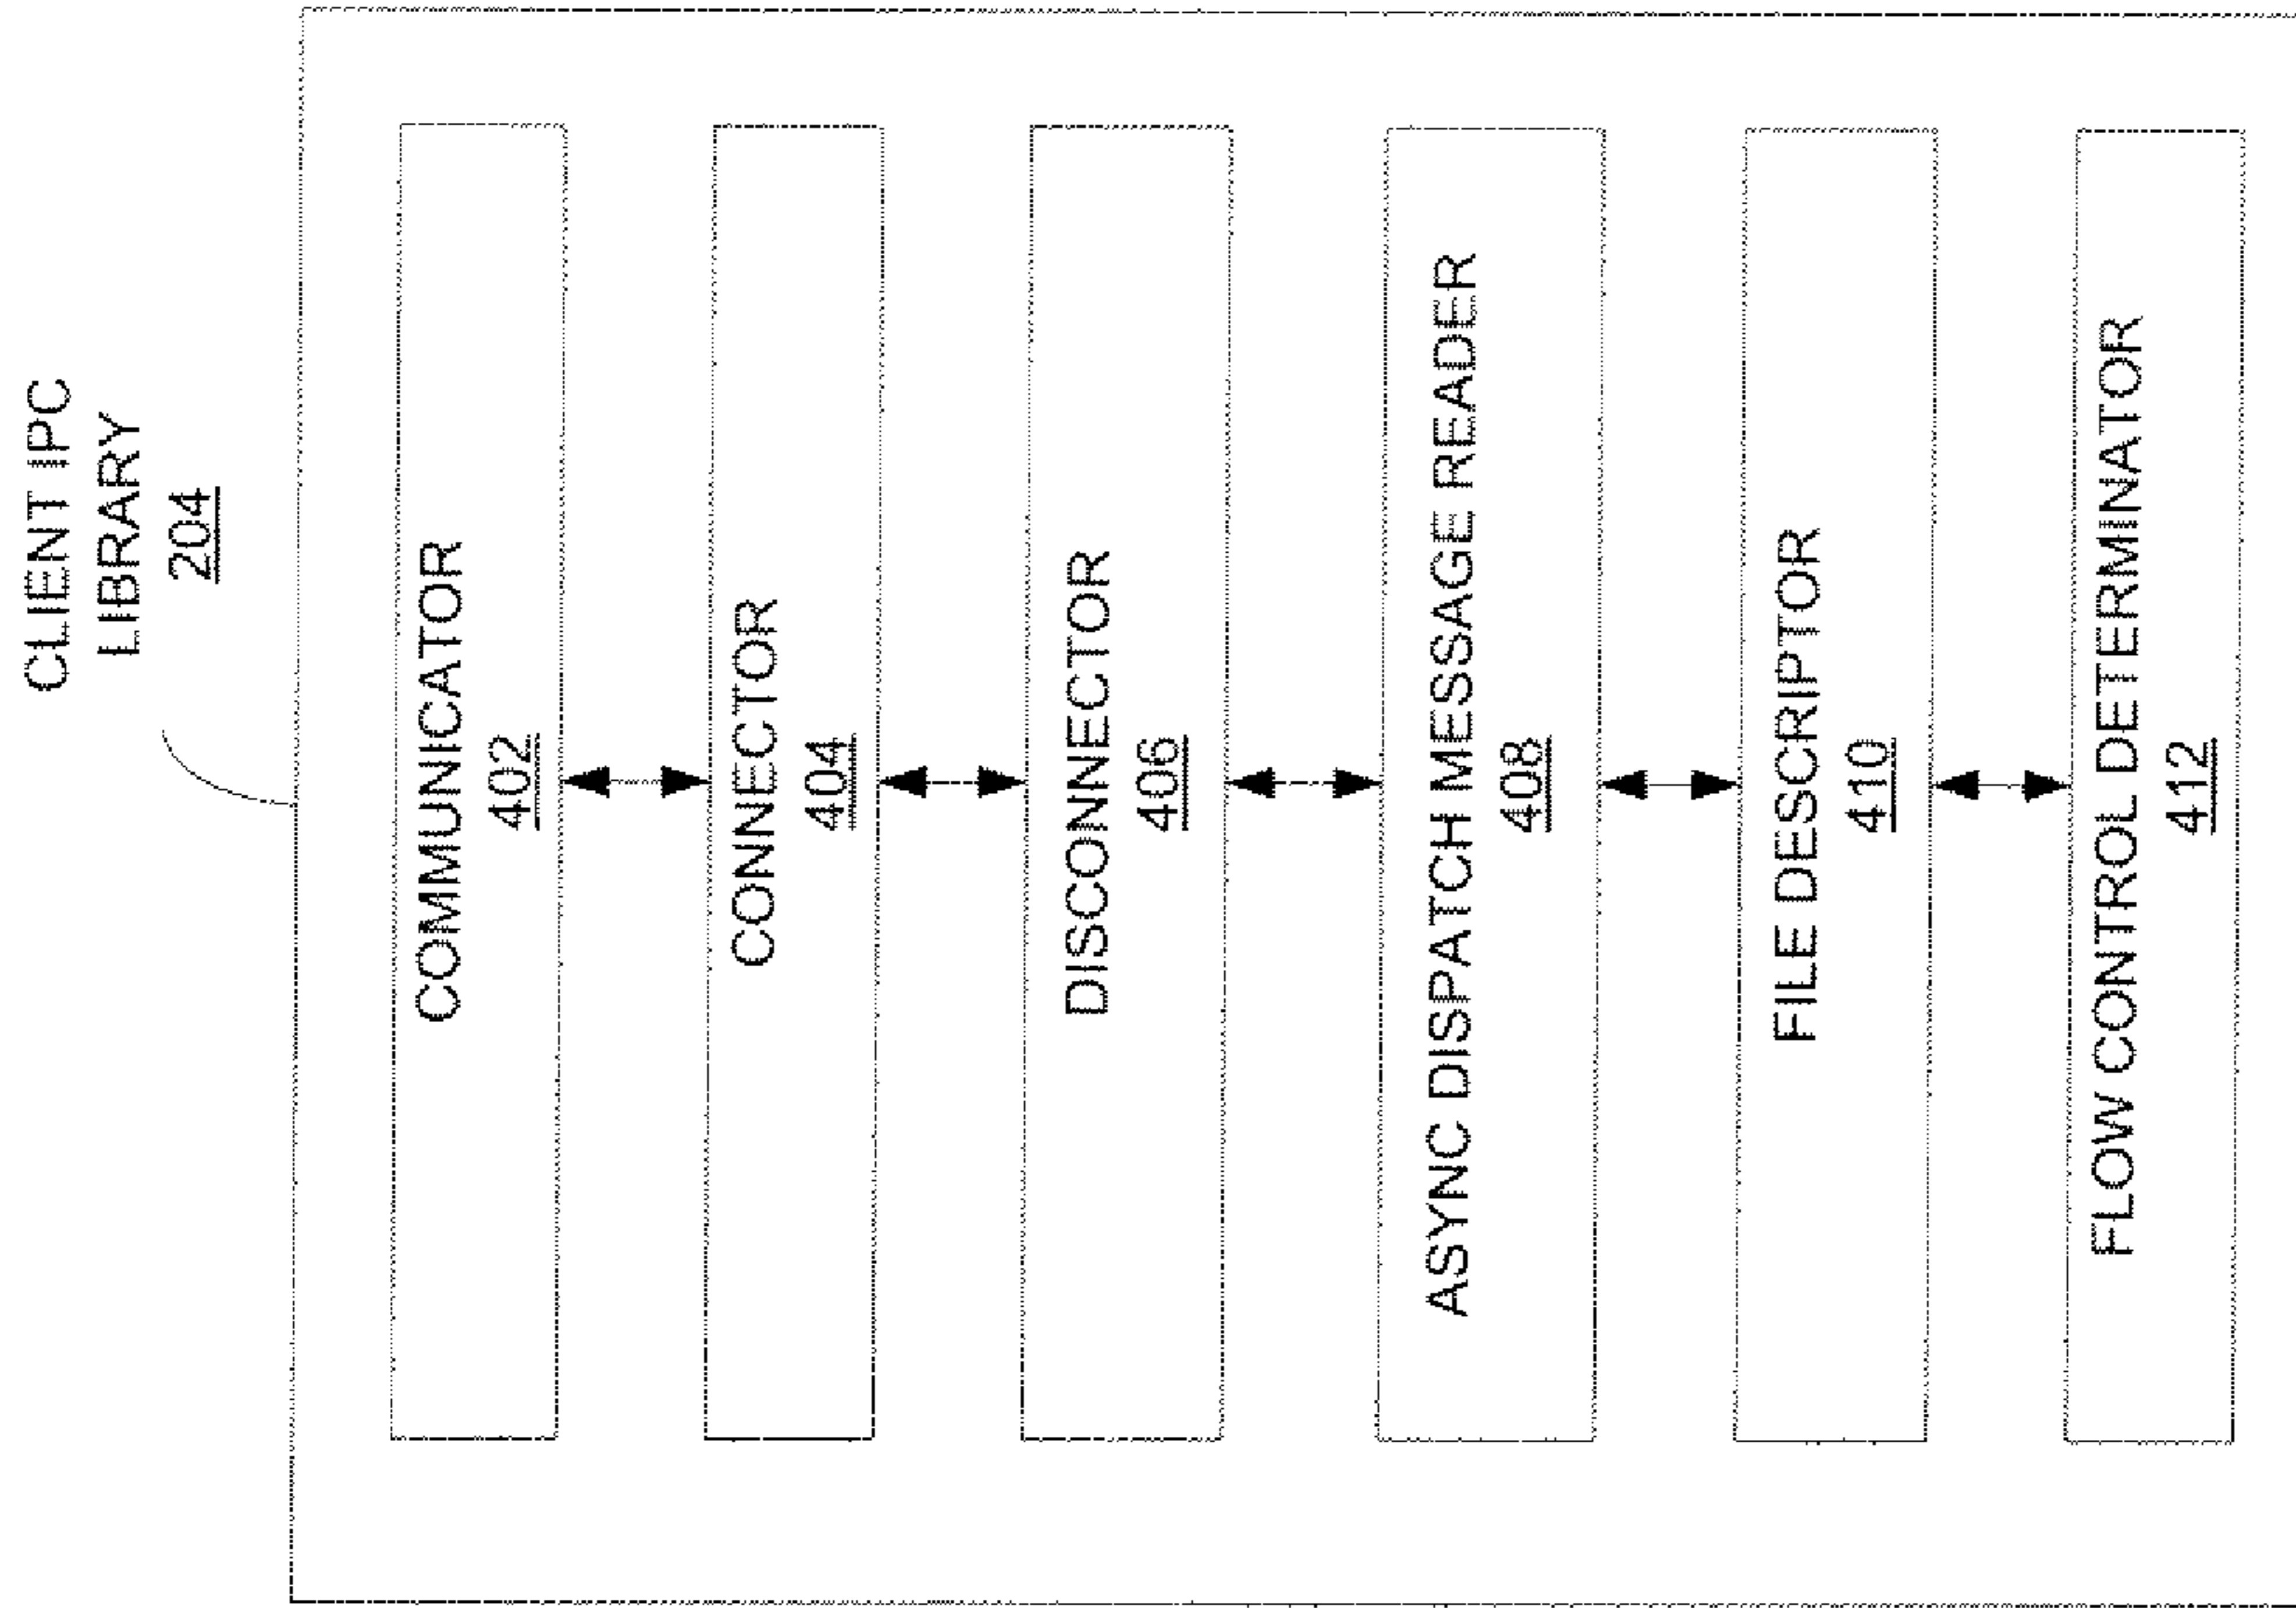 CLIENT IPC
LIBRARY
204
COMMUNICATOR
402
CONNECTOR
404
DISCONNECTOR
406
ASYNC DISPATCH MESSAGE READER
408
FILE DESCRIPTOR
410
FLOW CONTROL DETERMINATOR
412